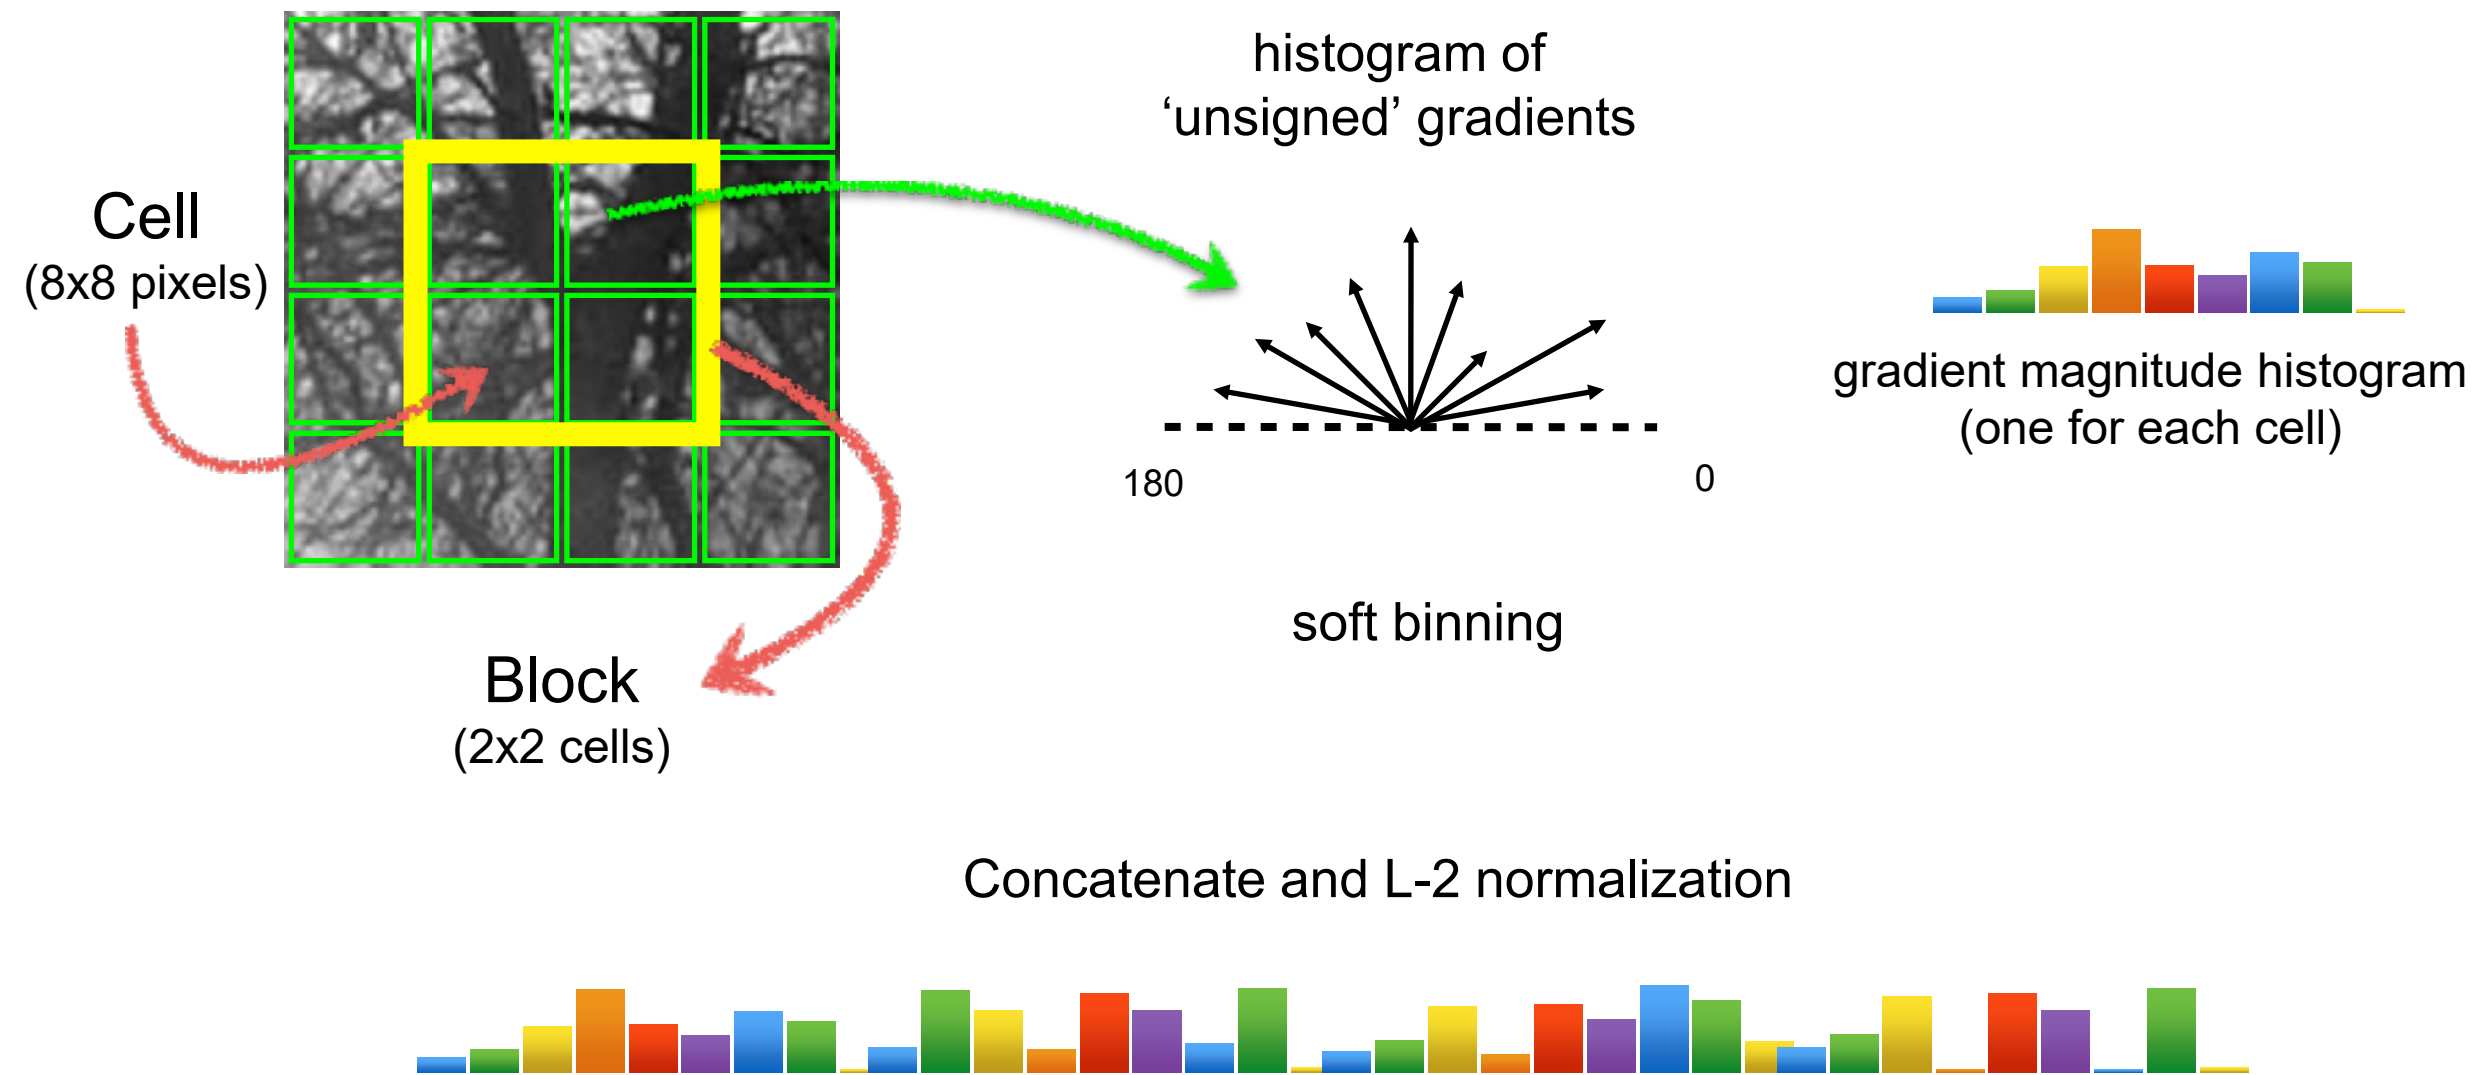 histogram of
‘unsigned’ gradients
Cell
(8x8 pixels)
gradient magnitude histogram
(one for each cell)
180
0
soft binning
Block
(2x2 cells)
Concatenate and L-2 normalization